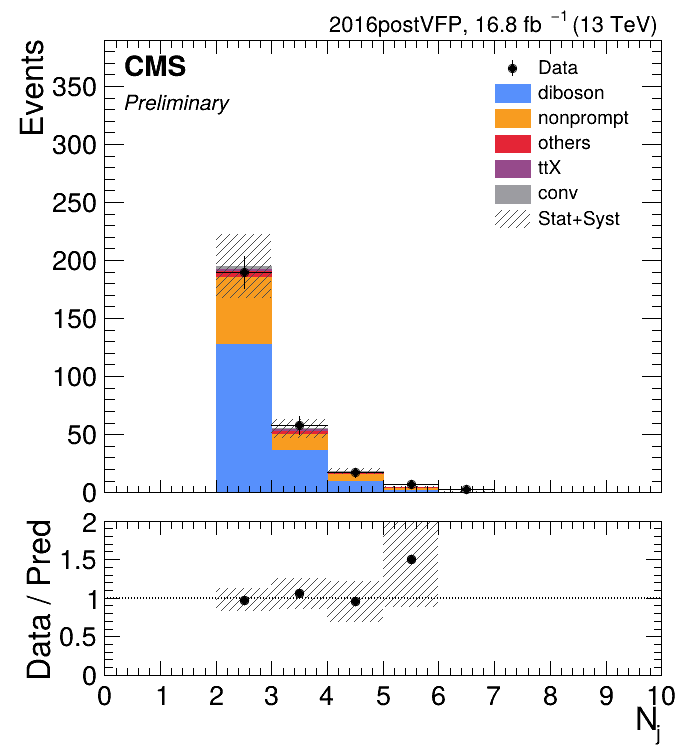 2016postVFP, 16.8 fb⁻¹ (13 TeV)
CMS
Preliminary
Events
350
300
250
200
150
100
50
0
Data
diboson
nonprompt
others
ttX
conv
Stat+Syst
Data / Pred
2
1.5
1
0.5
0
0 1 2 3 4 5 6 7 8 9 10
Nⱼ